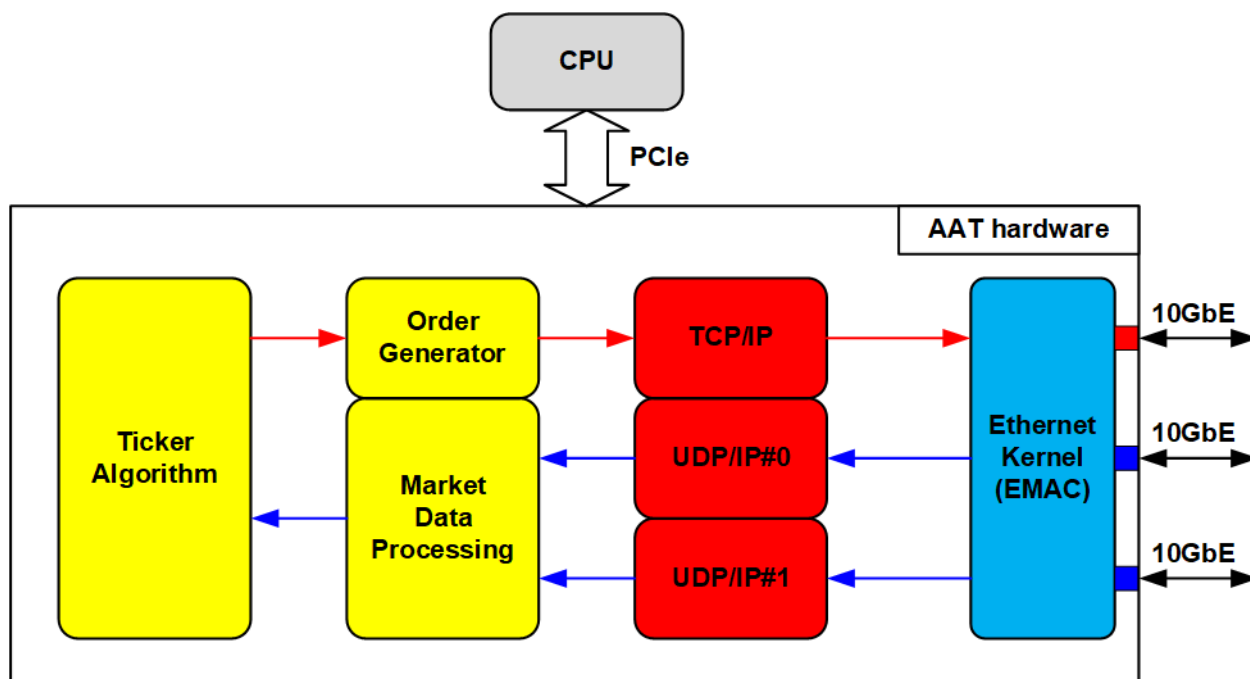 CPU
PCIe
AAT hardware
Ticker
Algorithm
Order
Generator
Market
Data
Processing
TCP/IP
UDP/IP#0
UDP/IP#1
Ethernet
Kernel
(EMAC)
10GbE
10GbE
10GbE